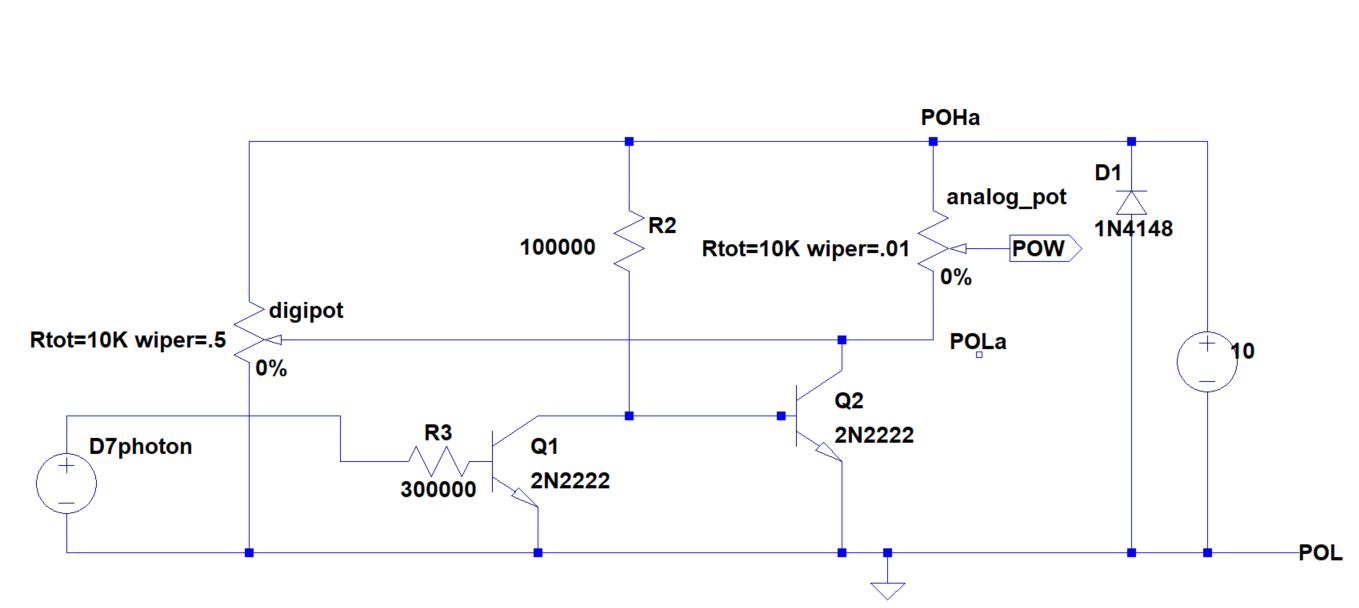 POHa
D1
analog_pot
R2
1N4148
100000
Rtot=10K wiper=.01
POW
0%
digipot
Rtot=10K wiper=.5
POLa
10
0%
Q2
R3
2N2222
D7photon
Q1
300000
2N2222
POL